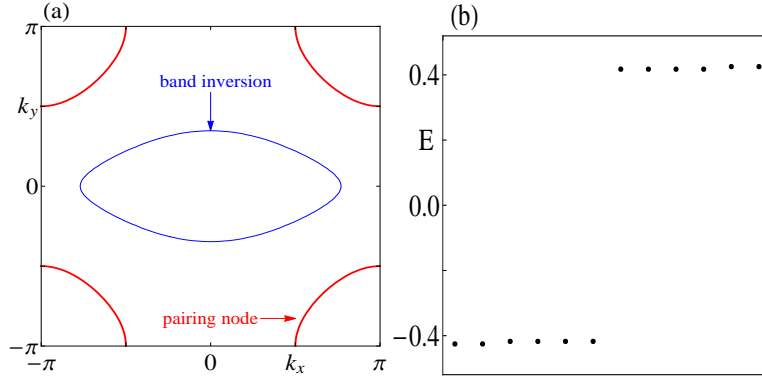 (a)
π
band inversion
k_y
0
pairing node
−π
−π
0
k_x
π
(b)
0.4
E
0.0
−0.4